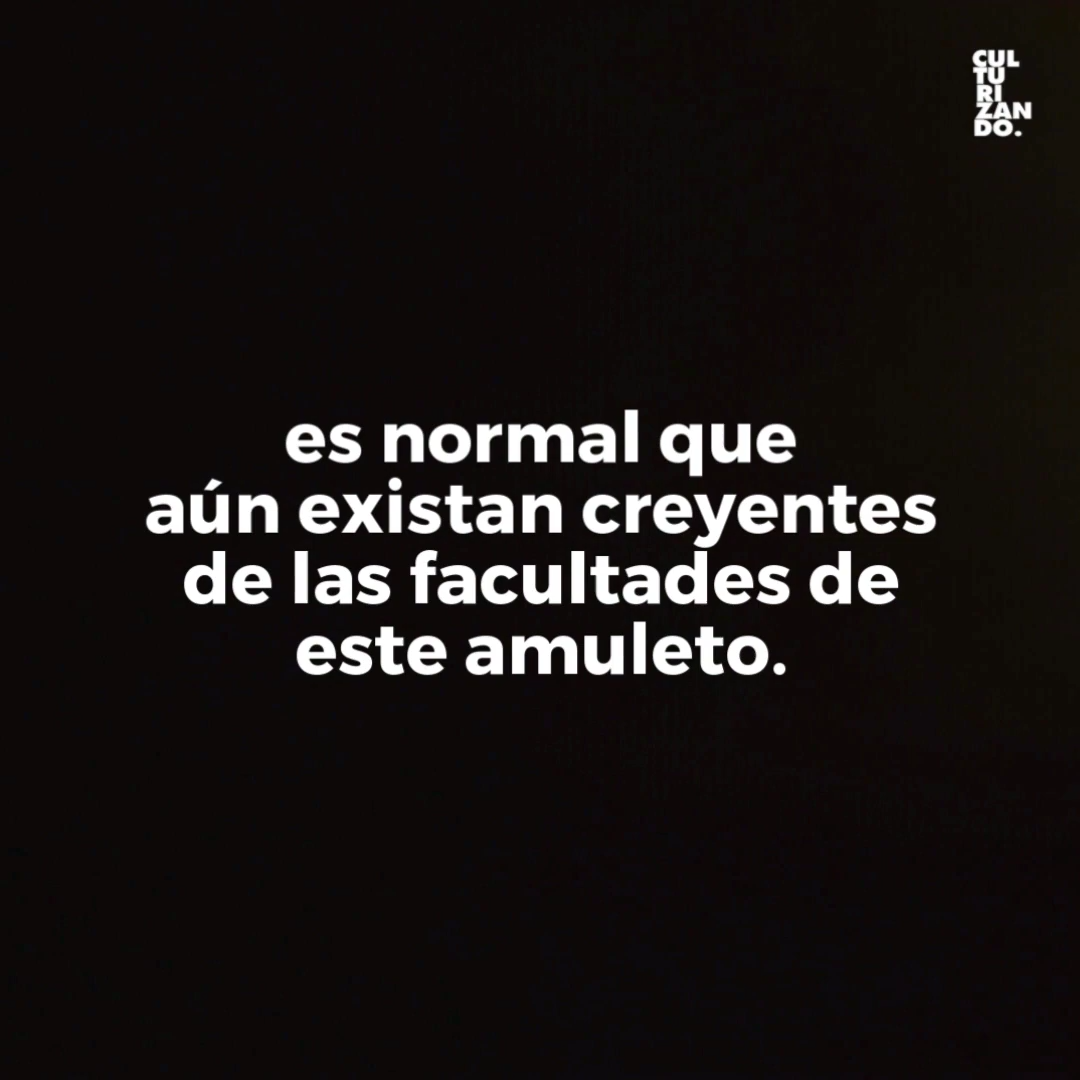 CUL
TU
RI
ZAN
DO.
es normal que
aún existan creyentes
de las facultades de
este amuleto.